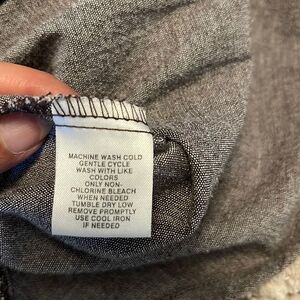 MACHINE WASH COLD
GENTLE CYCLE
WASH WITH LIKE
COLORS
ONLY NON-
CHLORINE BLEACH
WHEN NEEDED
TUMBLE DRY LOW
REMOVE PROMPTLY
USE COOL IRON
IF NEEDED